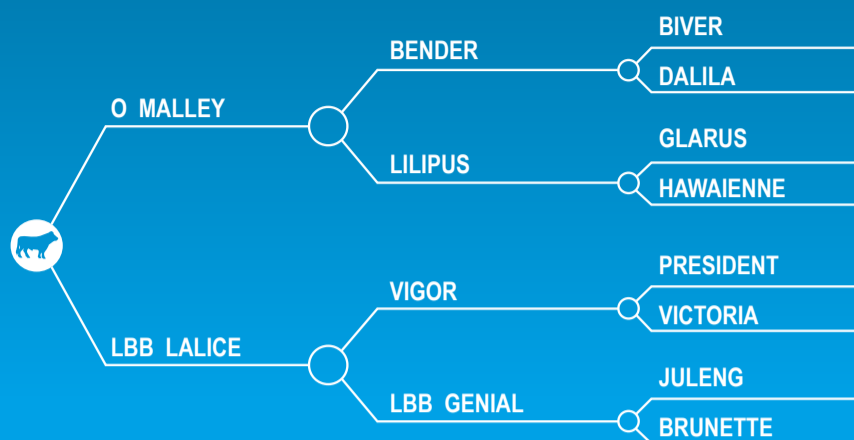 BIVER
BENDER
DALILA
O MALLEY
GLARUS
LILIPUS
HAWAIENNE
PRESIDENT
VIGOR
VICTORIA
LBB LALICE
JULENG
LBB GENIAL
BRUNETTE